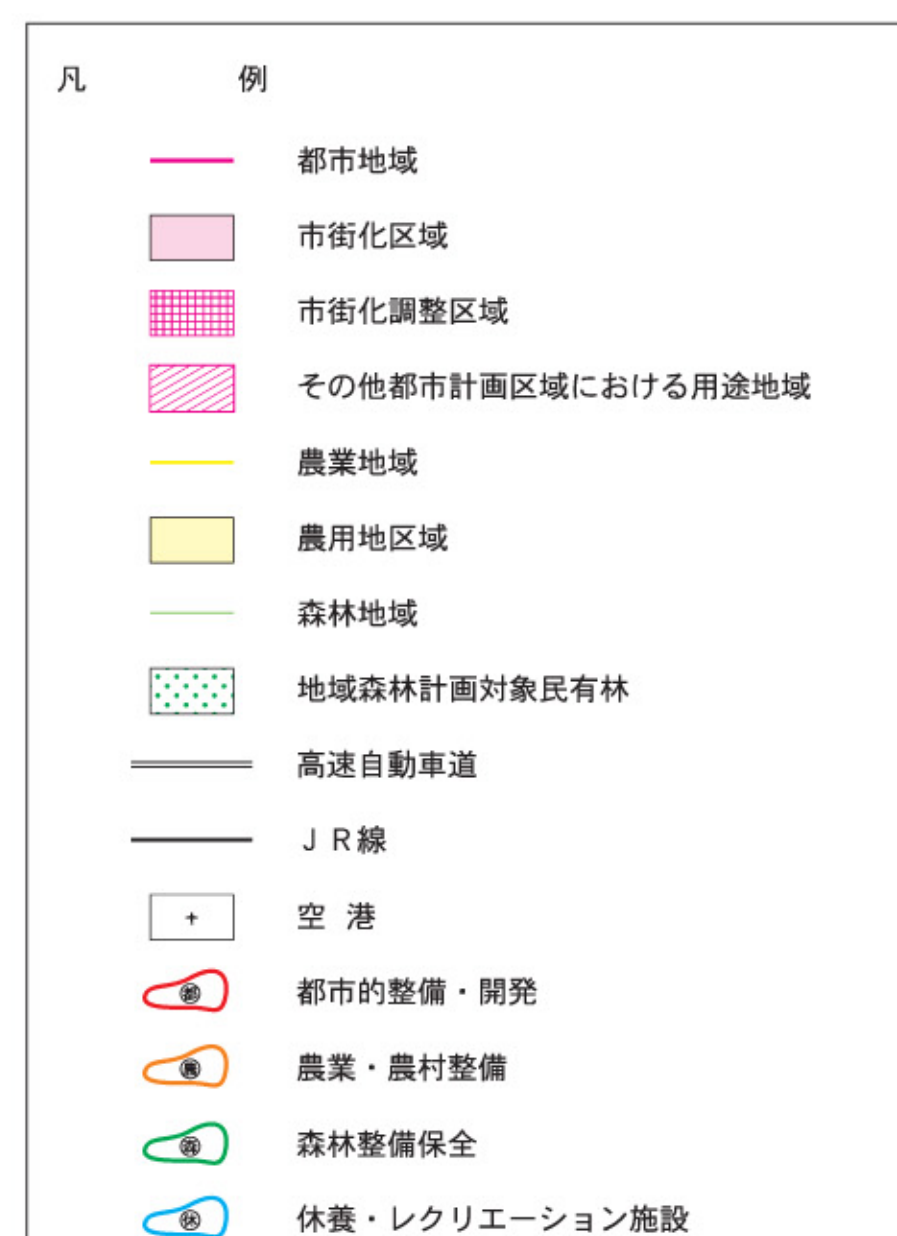 凡 例
都市地域
市街化区域
市街化調整区域
その他都市計画区域における用途地域
農業地域
農用地区域
森林地域
地域森林計画対象民有林
高速自動車道
ＪＲ線
空 港
都 都市的整備・開発
農 農業・農村整備
森 森林整備保全
休 休養・レクリエーション施設